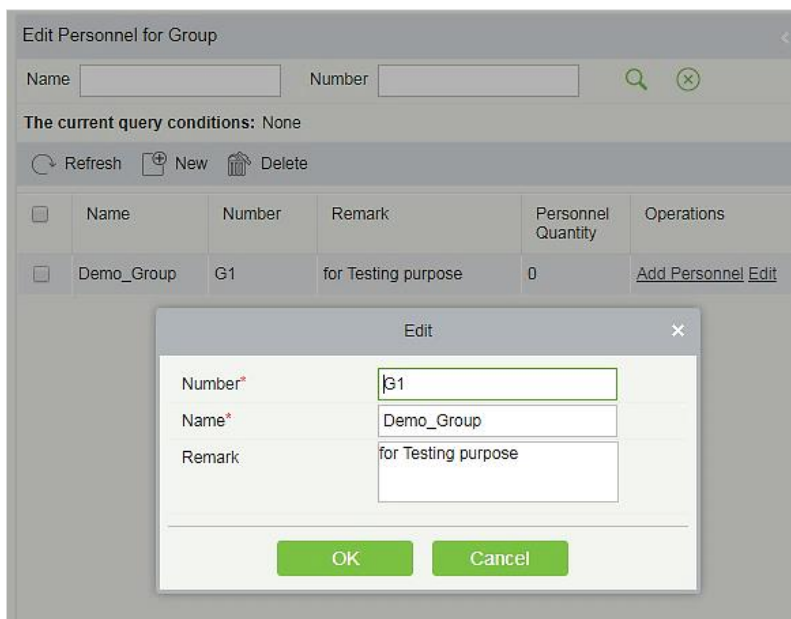 Edit Personnel for Group
Name Number
The current query conditions: None
Refresh New Delete
Name Number Remark Personnel Quantity Operations
Demo_Group G1 for Testing purpose 0 Add Personnel Edit
Edit
Number* G1
Name* Demo_Group
Remark for Testing purpose
OK Cancel